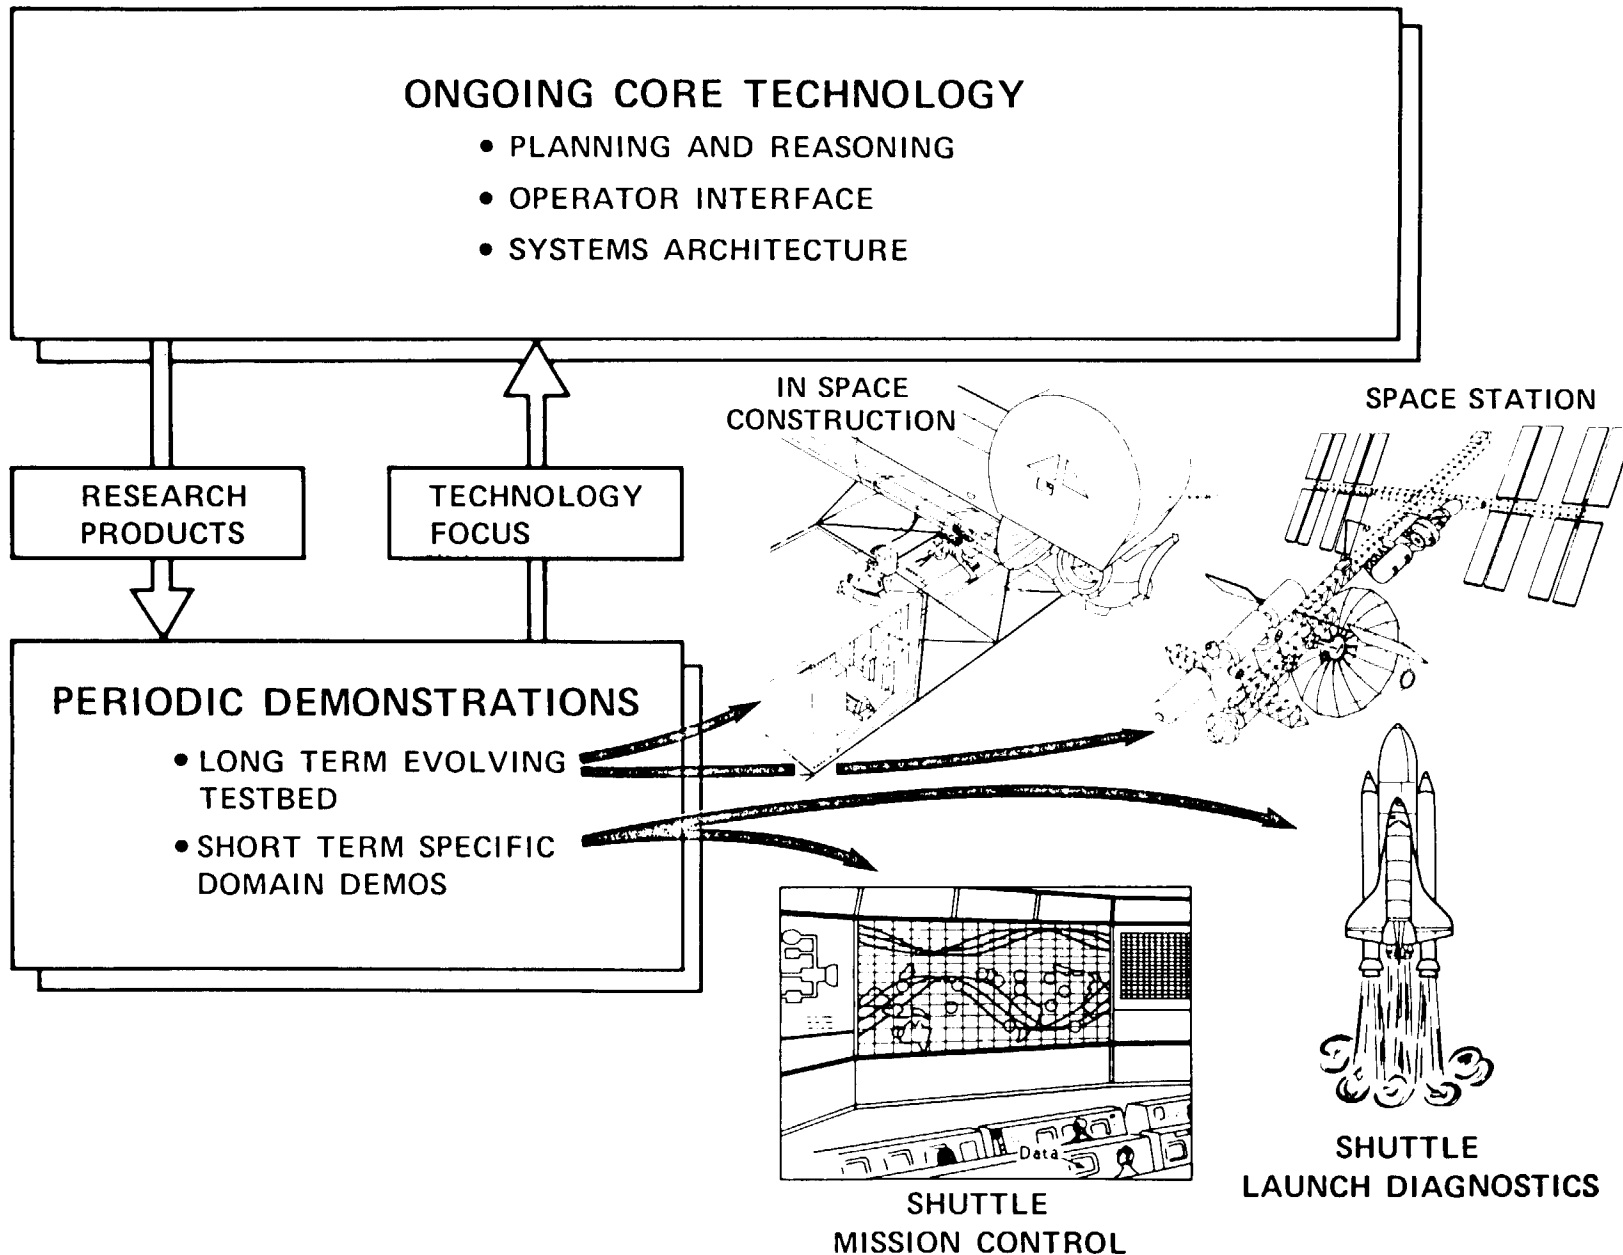 ONGOING CORE TECHNOLOGY
• PLANNING AND REASONING
• OPERATOR INTERFACE
• SYSTEMS ARCHITECTURE
IN SPACE
CONSTRUCTION
SPACE STATION
RESEARCH
PRODUCTS
TECHNOLOGY
FOCUS
PERIODIC DEMONSTRATIONS
• LONG TERM EVOLVING
TESTBED
• SHORT TERM SPECIFIC
DOMAIN DEMOS
Data
SHUTTLE
MISSION CONTROL
SHUTTLE
LAUNCH DIAGNOSTICS